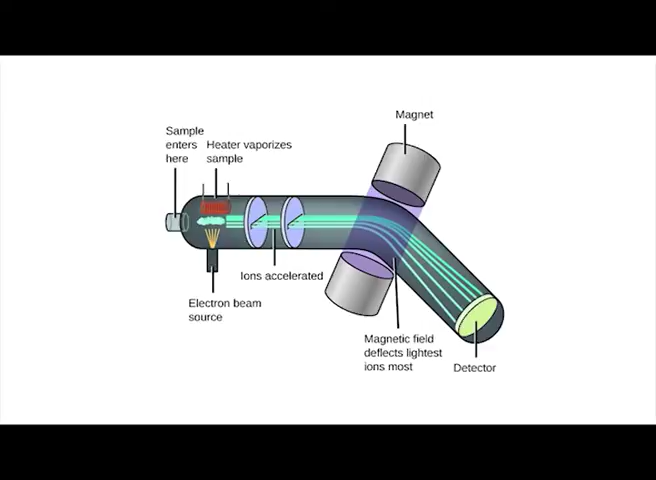 Magnet
Sample
enters
here
Heater vaporizes
sample
Ions accelerated
Electron beam
source
Magnetic field
deflects lightest
ions most
Detector